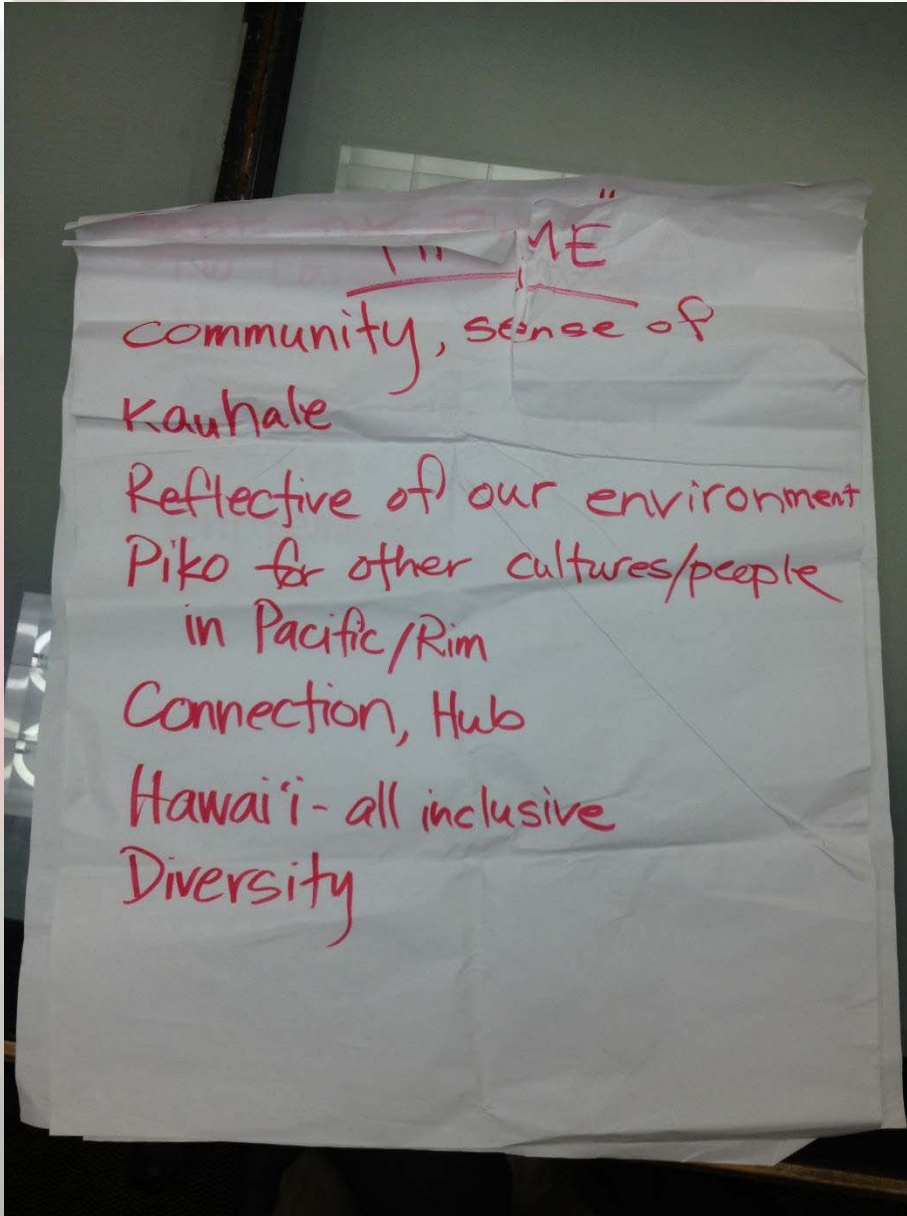 community, sense of
Kauhale
Reflective of our environment
Piko for other cultures/people
in Pacific/Rim
Connection, Hub
Hawai'i - all inclusive
Diversity